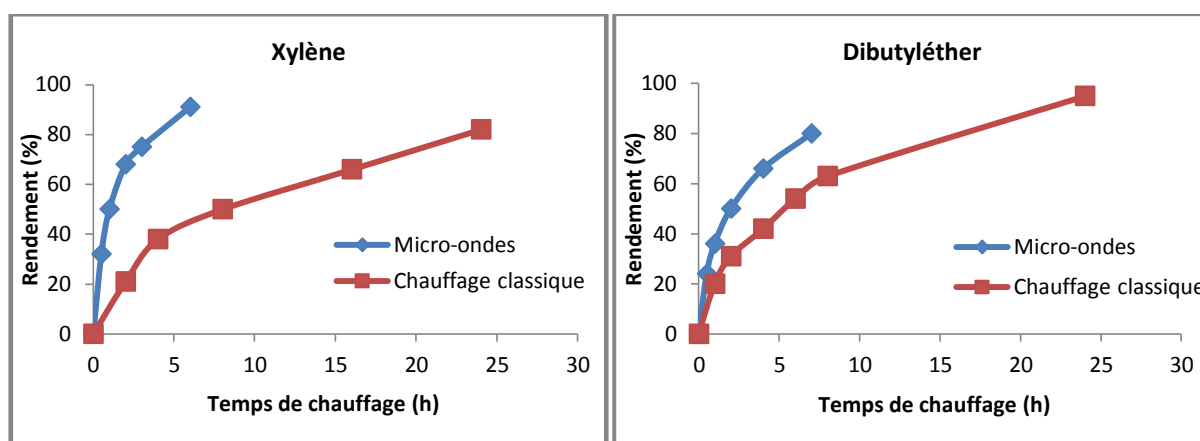 Xylène
100
80
60
40
20
0
Rendement (%)
Micro-ondes
Chauffage classique
0 5 10 15 20 25 30
Temps de chauffage (h)
Dibutyléther
100
80
60
40
20
0
Rendement (%)
Micro-ondes
Chauffage classique
0 5 10 15 20 25 30
Temps de chauffage (h)